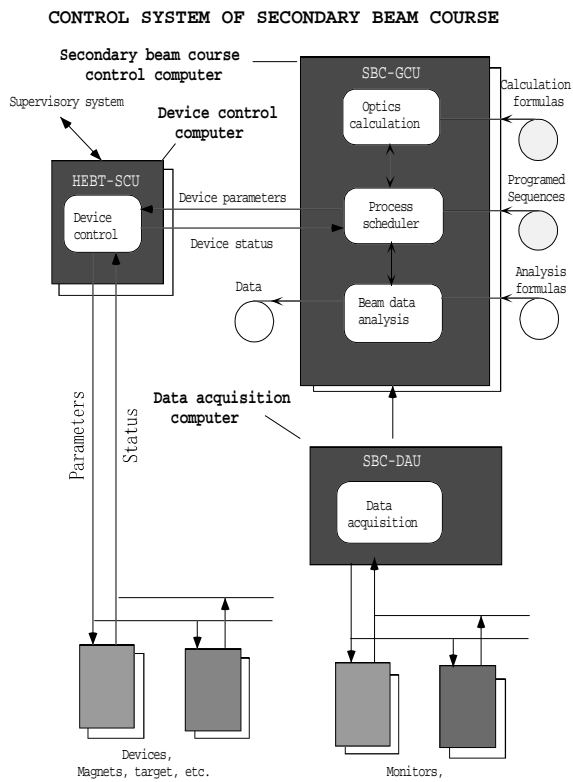 CONTROL SYSTEM OF SECONDARY BEAM COURSE
Secondary beam course
control computer
Supervisory system
Device control
computer
SBC-GCU
Optics
calculation
Calculation
formulas
HEBT-SCU
Device
control
Device parameters
Device status
Process
scheduler
Programed
Sequences
Data
Beam data
analysis
Analysis
formulas
Data acquisition
computer
Parameters
Status
SBC-DAU
Data
acquisition
Devices,
Magnets, target, etc.
Monitors,